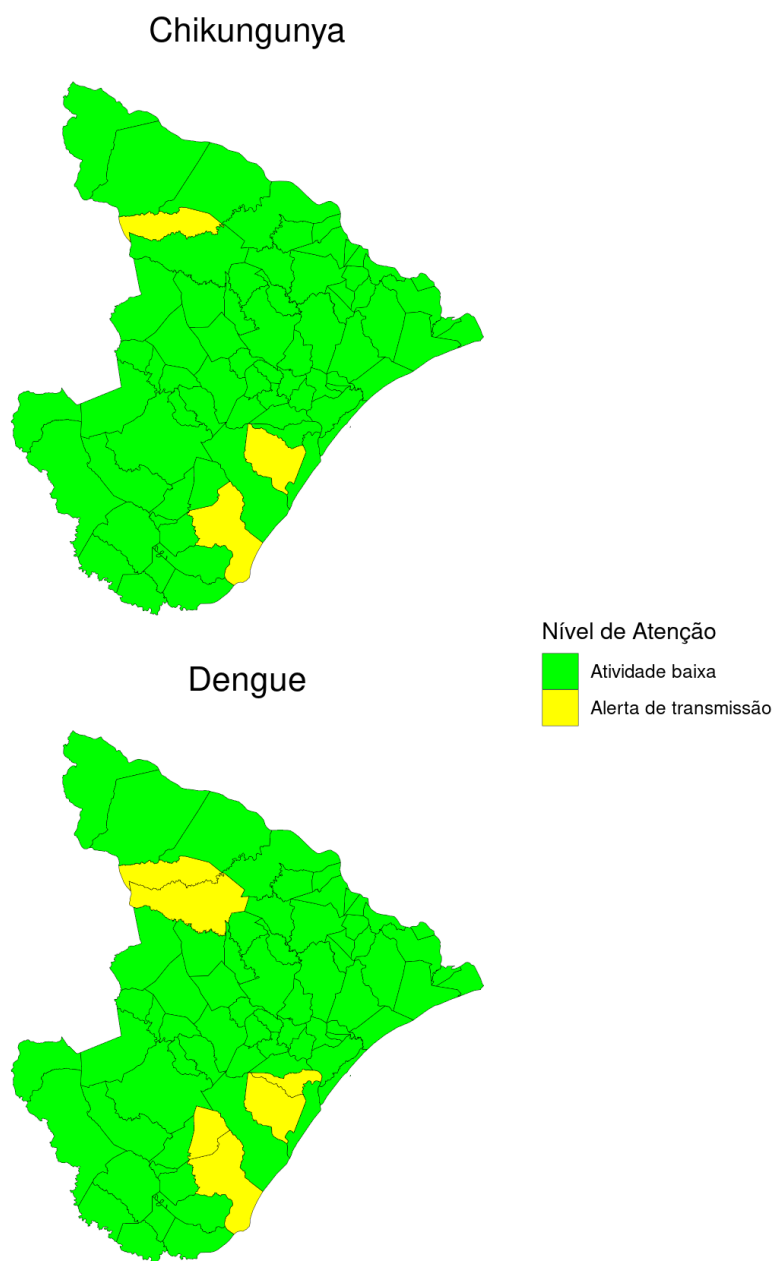 Chikungunya
Nível de Atenção
Atividade baixa
Alerta de transmissão
Dengue